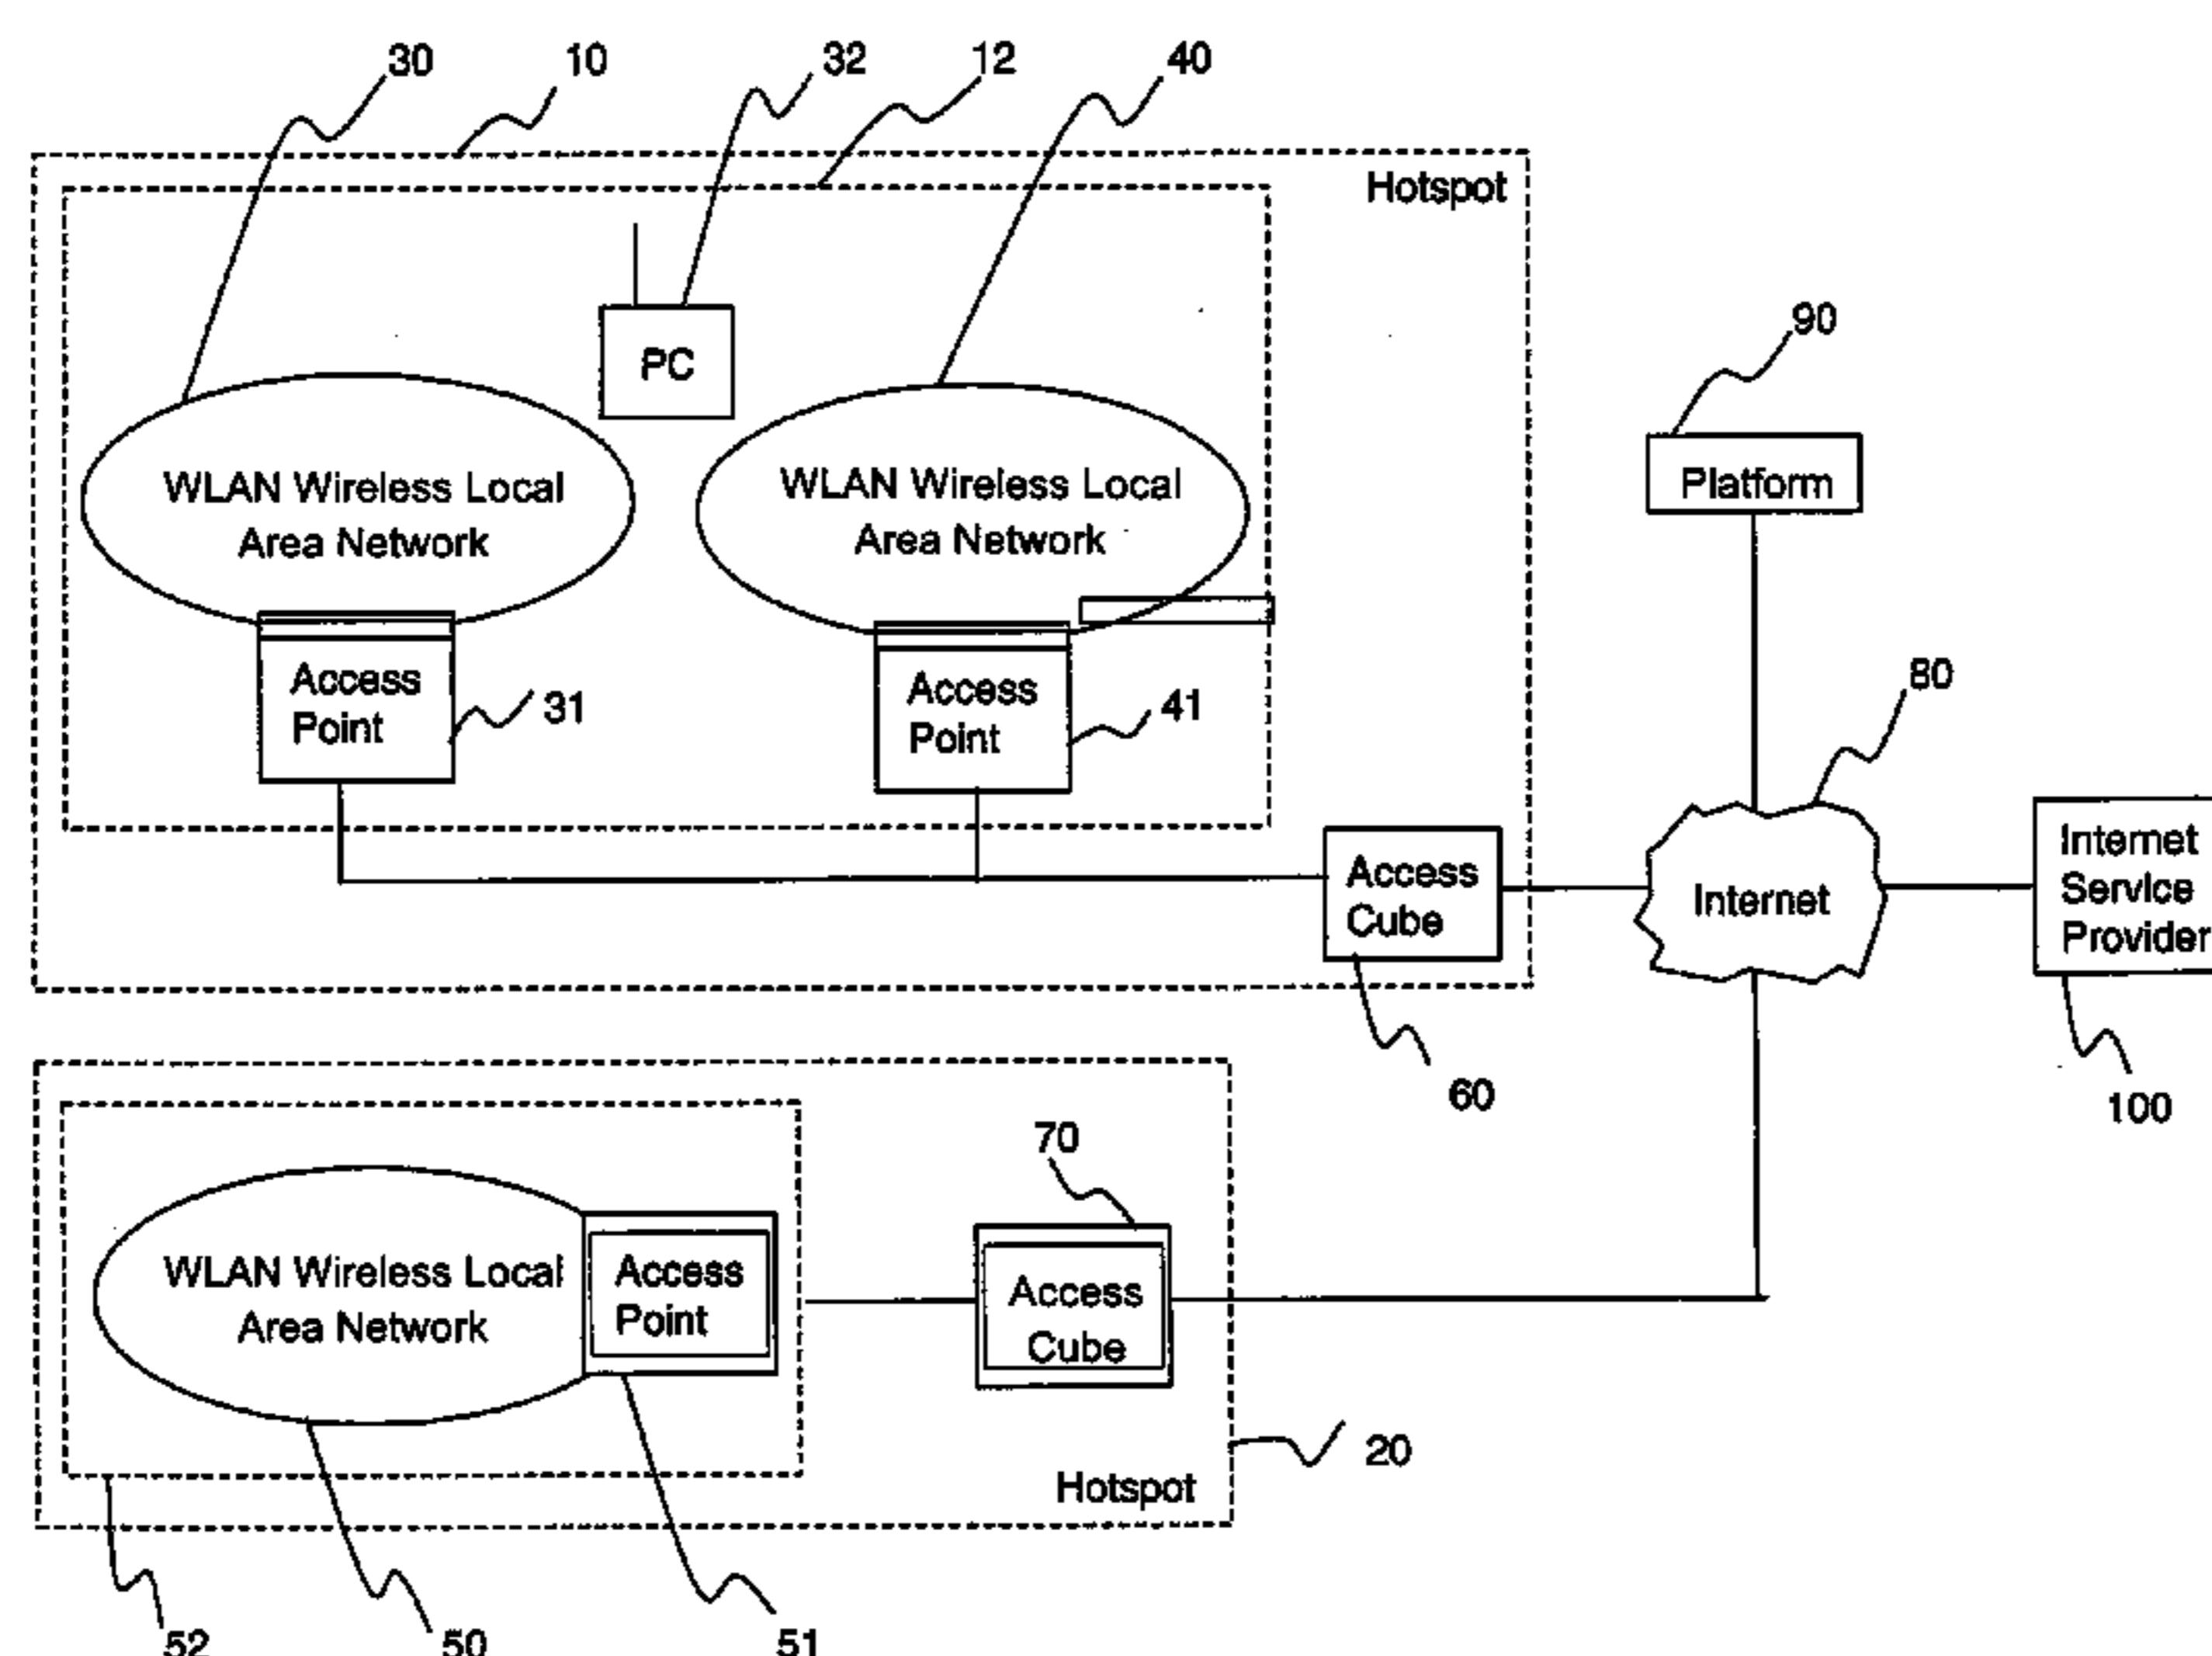 30
10
32
12
40
Hotspot
PC
90
WLAN Wireless Local
Area Network
WLAN Wireless Local
Area Network
Platform
Access
Point
31
Access
Point
41
80
Access
Cube
Internet
Internet
Service
Provider
60
100
70
WLAN Wireless Local
Area Network
Access
Point
Access
Cube
20
Hotspot
52
50
51